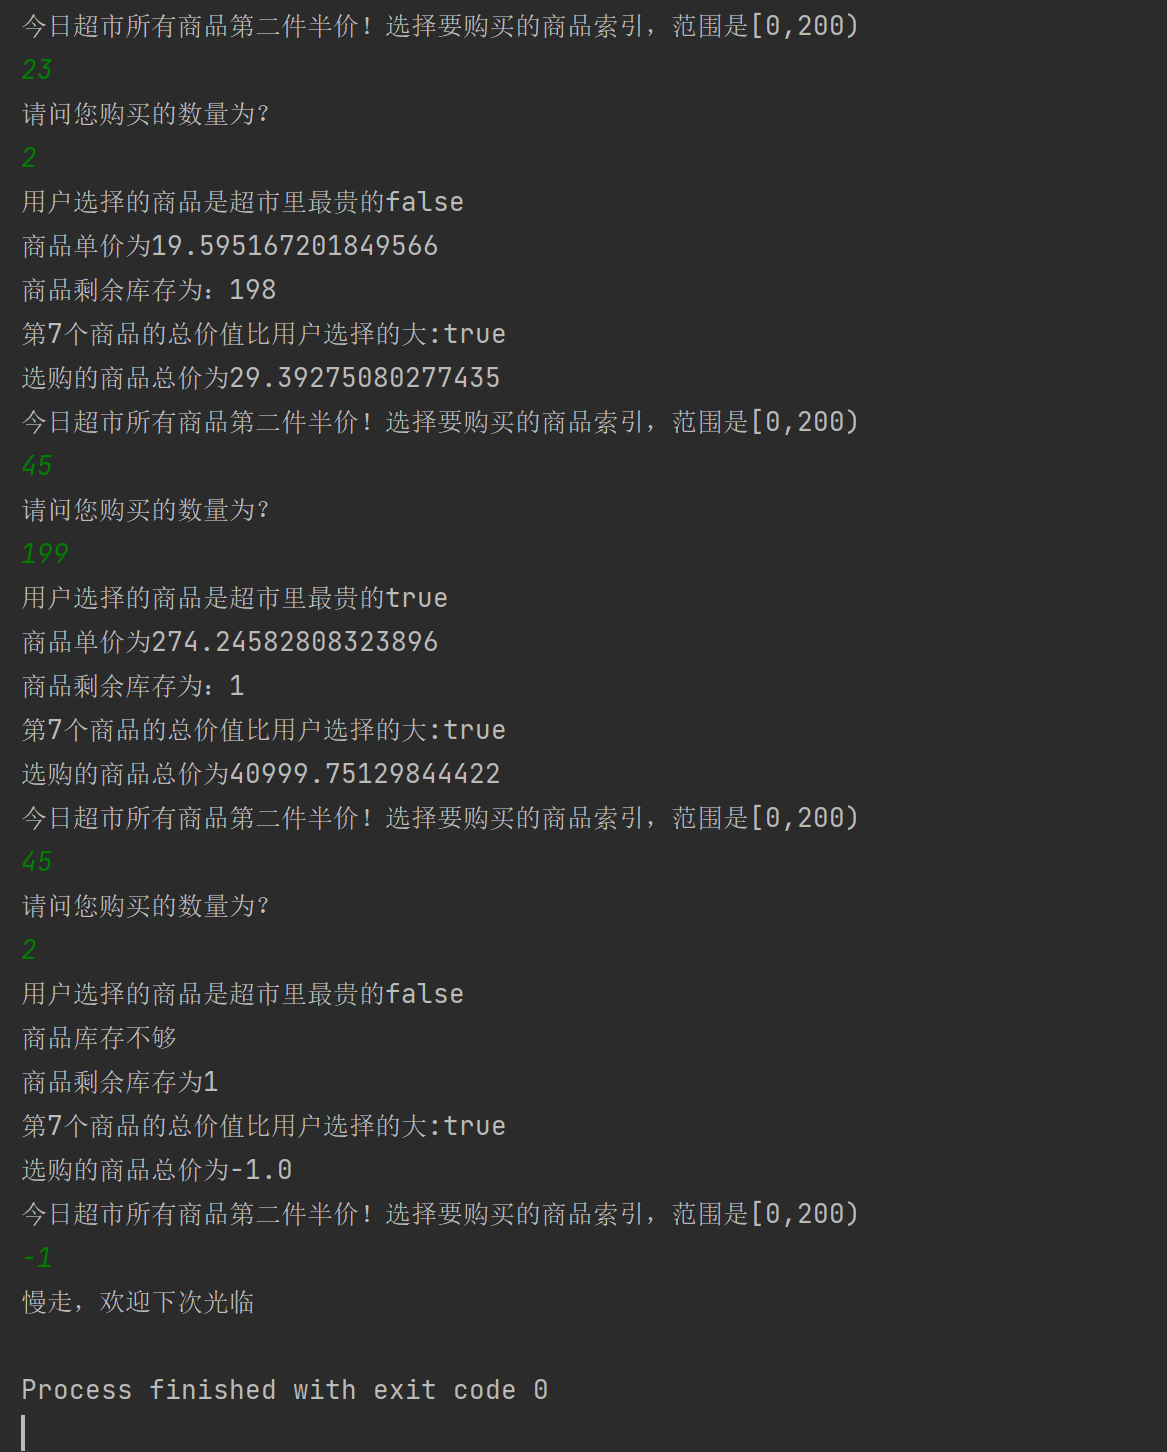 今日超市所有商品第二件半价！选择要购买的商品索引，范围是[0,200)
23
请问您购买的数量为？
2
用户选择的商品是超市里最贵的false
商品单价为19.595167201849566
商品剩余库存为：198
第7个商品的总价值比用户选择的大:true
选购的商品总价为29.39275080277435
今日超市所有商品第二件半价！选择要购买的商品索引，范围是[0,200)
45
请问您购买的数量为？
199
用户选择的商品是超市里最贵的true
商品单价为274.24582808323896
商品剩余库存为：1
第7个商品的总价值比用户选择的大:true
选购的商品总价为40999.75129844422
今日超市所有商品第二件半价！选择要购买的商品索引，范围是[0,200)
45
请问您购买的数量为？
2
用户选择的商品是超市里最贵的false
商品库存不够
商品剩余库存为1
第7个商品的总价值比用户选择的大:true
选购的商品总价为-1.0
今日超市所有商品第二件半价！选择要购买的商品索引，范围是[0,200)
-1
慢走，欢迎下次光临
Process finished with exit code 0